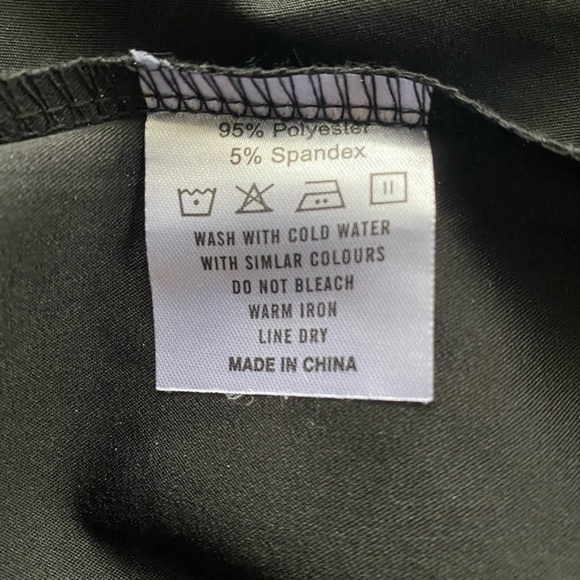 95% Polyester
5% Spandex
WASH WITH COLD WATER
WITH SIMLAR COLOURS
DO NOT BLEACH
WARM IRON
LINE DRY
MADE IN CHINA